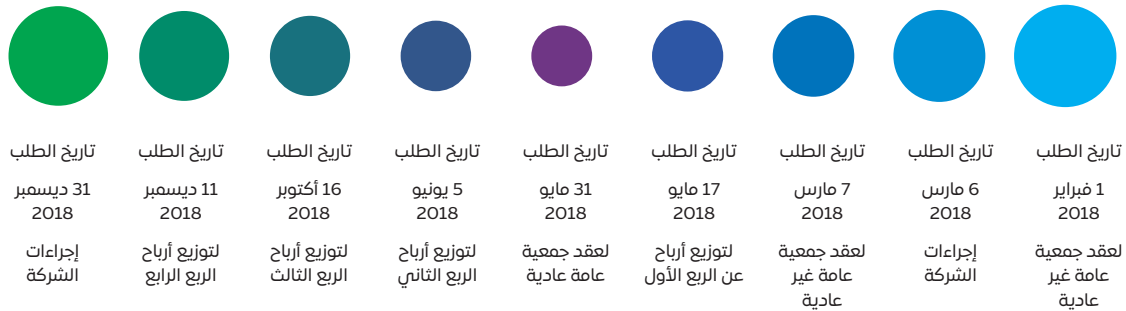 تاريخ الطلب
1 فبراير
2018
لعقد جمعية
عامة غير
عادية
تاريخ الطلب
6 مارس
2018
إجراءات
الشركة
تاريخ الطلب
7 مارس
2018
لعقد جمعية
عامة غير
عادية
تاريخ الطلب
17 مايو
2018
لتوزيع أرباح
عن الربع الأول
تاريخ الطلب
31 مايو
2018
لعقد جمعية
عامة عادية
تاريخ الطلب
5 يونيو
2018
لتوزيع أرباح
الربع الثاني
تاريخ الطلب
16 أكتوبر
2018
لتوزيع أرباح
الربع الثالث
تاريخ الطلب
11 ديسمبر
2018
لتوزيع أرباح
الربع الرابع
تاريخ الطلب
31 ديسمبر
2018
إجراءات
الشركة